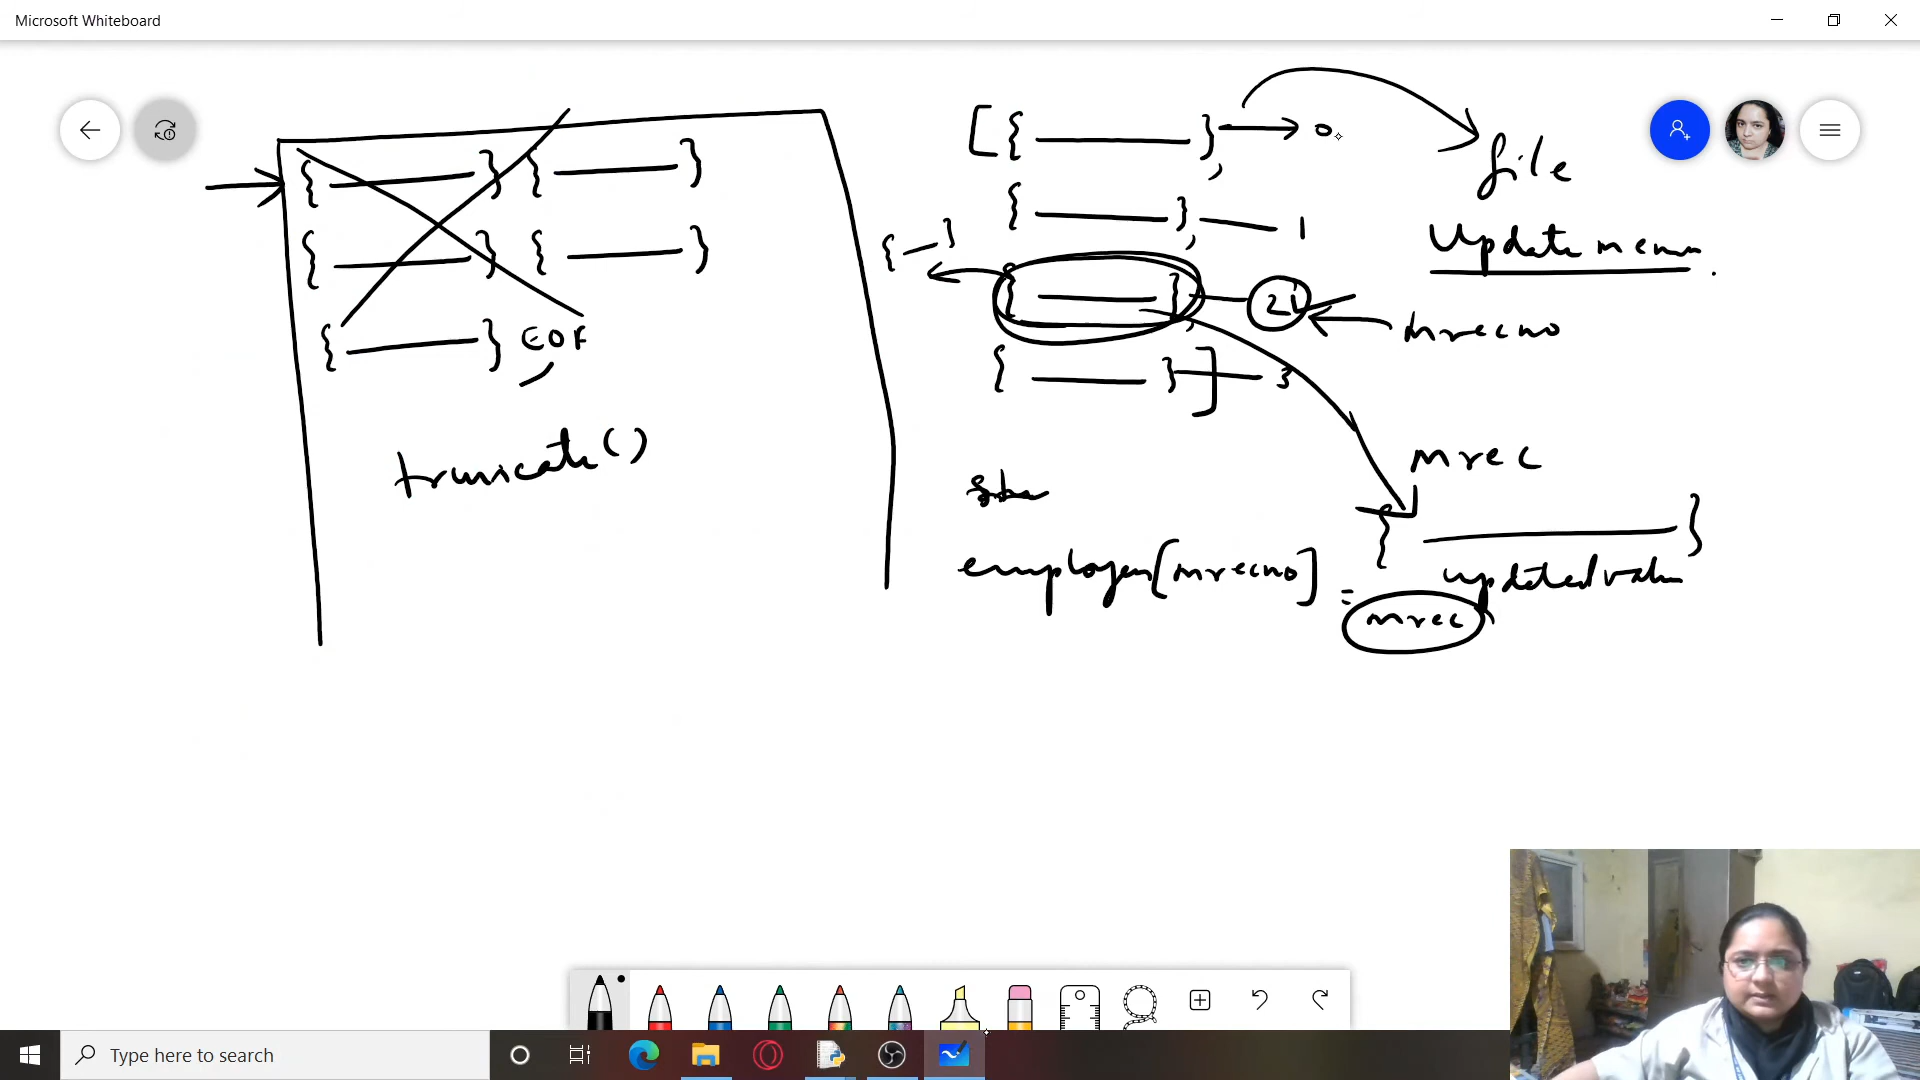 Microsoft Whiteboard
{ ——— } { ——— }
{ ——— } { ——— }
{ ——— } EOF
truncate()
[{ ——— }, → 0
{ ——— }, — 1
{ — }
{ ——— }, — 2
{ ——— }] — 3
file
Update menu.
mrecno
mrec
{ ——— }
updated value
employees[mrecno] = mrec
Type here to search